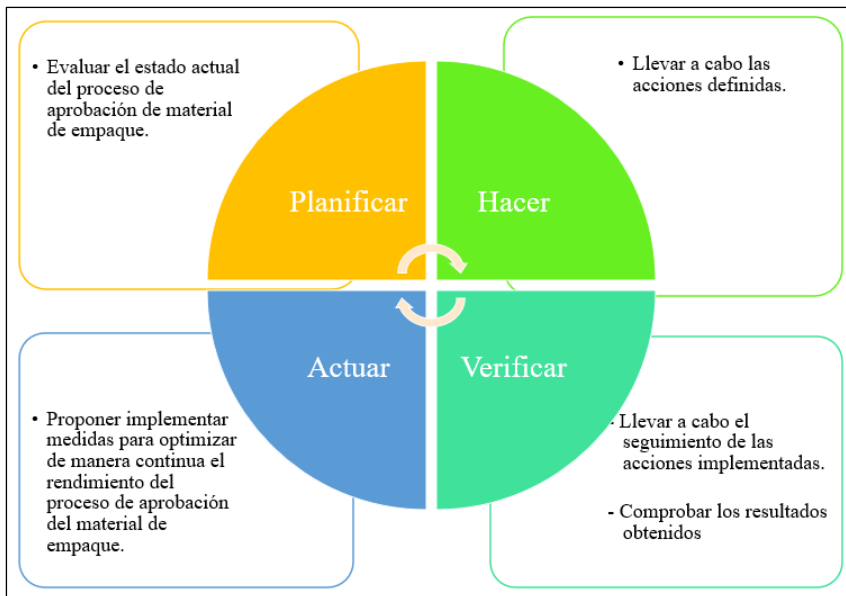 • Evaluar el estado actual
del proceso de
aprobación de material
de empaque.
Planificar
Hacer
• Llevar a cabo las
acciones definidas.
Actuar
Verificar
• Proponer implementar
medidas para optimizar
de manera continua el
rendimiento del
proceso de aprobación
del material de
empaque.
- Llevar a cabo el
seguimiento de las
acciones implementadas.
- Comprobar los resultados
obtenidos